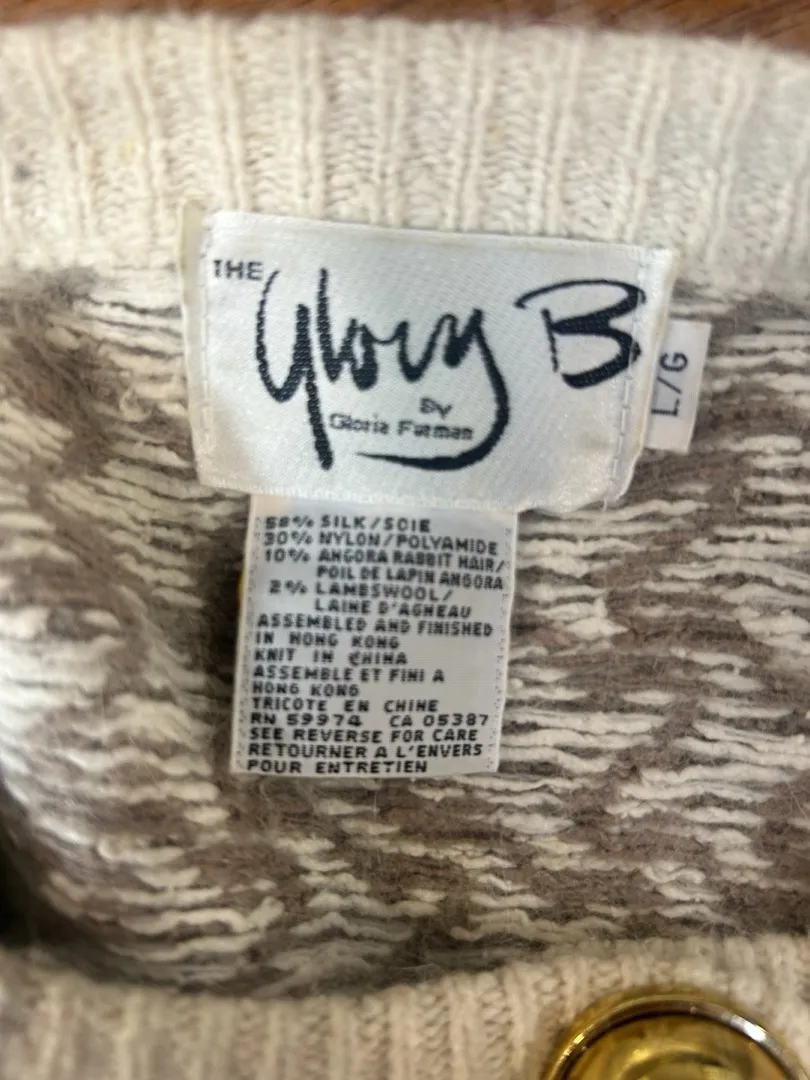 THE Glory B
By
Gloria Furman
L/G
58% SILK/SOIE
30% NYLON/POLYAMIDE
10% ANGORA RABBIT HAIR/
POIL DE LAPIN ANGORA
2% LAMBSWOOL/
LAINE D'AGNEAU
ASSEMBLED AND FINISHED
IN HONG KONG
KNIT IN CHINA
ASSEMBLE ET FINI A
HONG KONG
TRICOTE EN CHINE
RN 59974 CA 05387
SEE REVERSE FOR CARE
RETOURNER A L'ENVERS
POUR ENTRETIEN